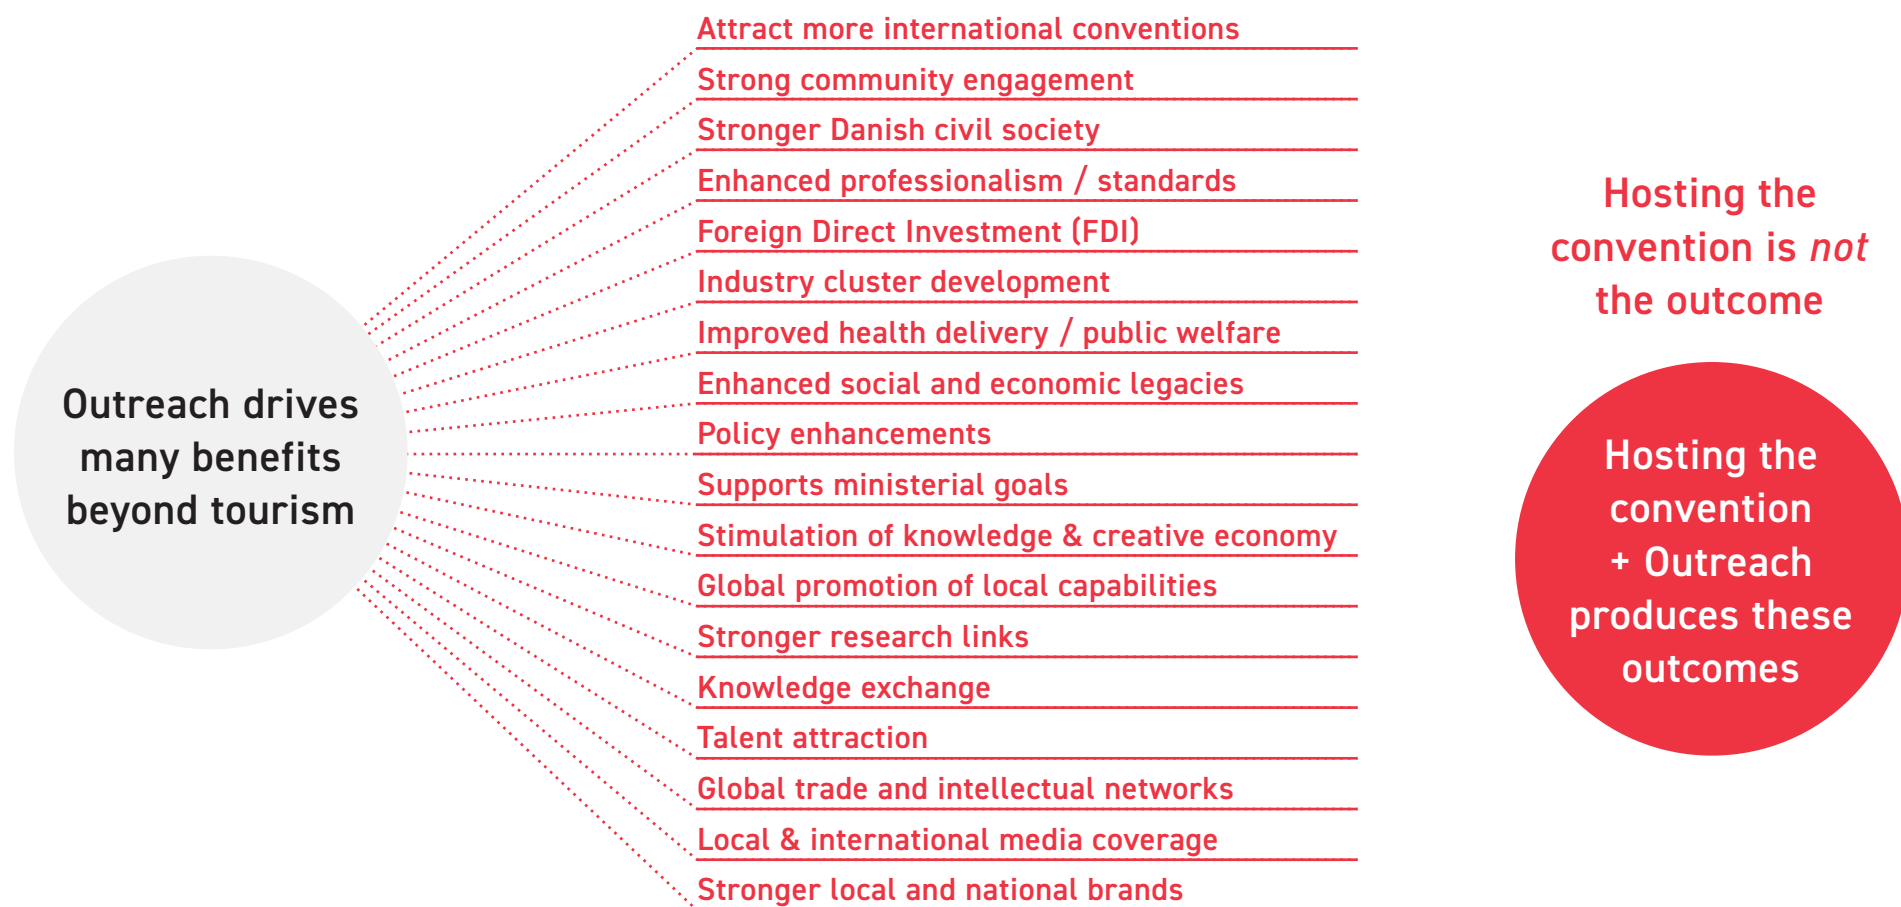 Outreach drives
many benefits
beyond tourism
Attract more international conventions
Strong community engagement
Stronger Danish civil society
Enhanced professionalism / standards
Foreign Direct Investment (FDI)
Industry cluster development
Improved health delivery / public welfare
Enhanced social and economic legacies
Policy enhancements
Supports ministerial goals
Stimulation of knowledge & creative economy
Global promotion of local capabilities
Stronger research links
Knowledge exchange
Talent attraction
Global trade and intellectual networks
Local & international media coverage
Stronger local and national brands
Hosting the
convention is not
the outcome
Hosting the
convention
+ Outreach
produces these
outcomes